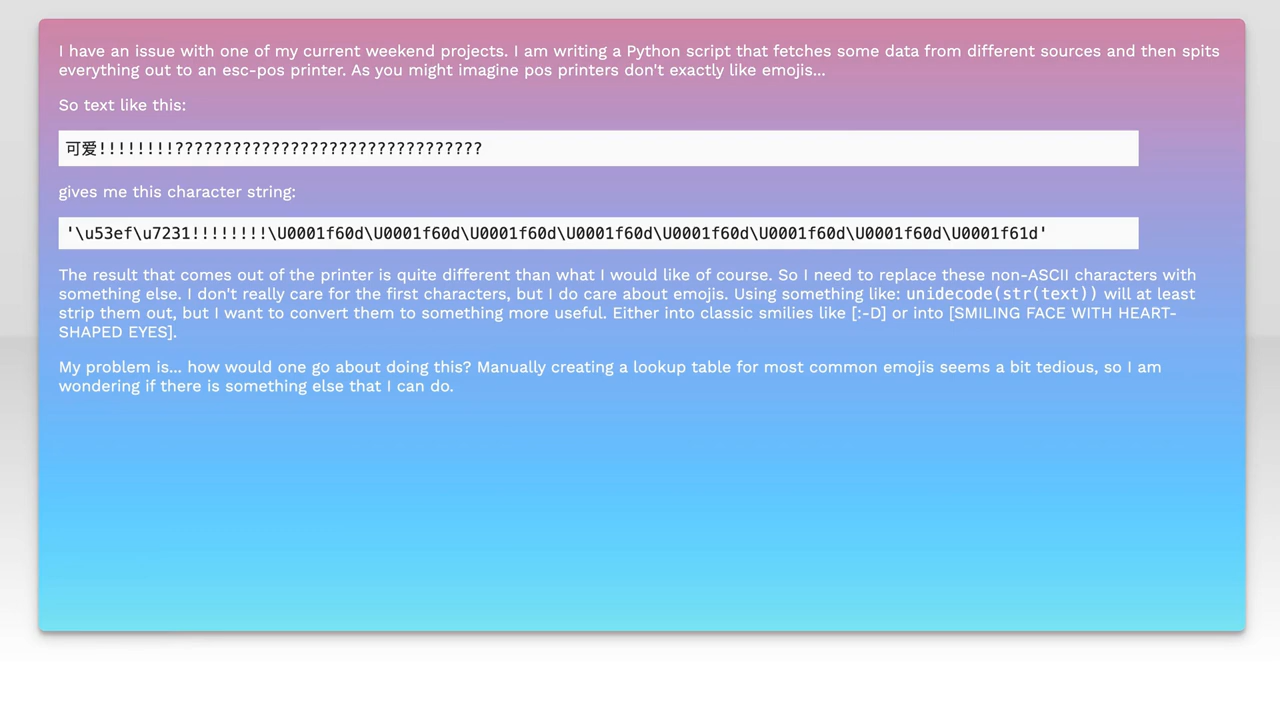 I have an issue with one of my current weekend projects. I am writing a Python script that fetches some data from different sources and then spits
everything out to an esc-pos printer. As you might imagine pos printers don't exactly like emojis...
So text like this:
可爱!!!!!!!!????????????????????????????????
gives me this character string:
'\u53ef\u7231!!!!!!!!\U0001f60d\U0001f60d\U0001f60d\U0001f60d\U0001f60d\U0001f60d\U0001f60d\U0001f61d'
The result that comes out of the printer is quite different than what I would like of course. So I need to replace these non-ASCII characters with
something else. I don't really care for the first characters, but I do care about emojis. Using something like: unidecode(str(text)) will at least
strip them out, but I want to convert them to something more useful. Either into classic smilies like [:-D] or into [SMILING FACE WITH HEART-
SHAPED EYES].
My problem is... how would one go about doing this? Manually creating a lookup table for most common emojis seems a bit tedious, so I am
wondering if there is something else that I can do.